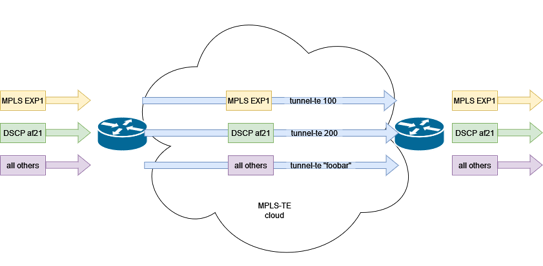 MPLS EXP1
MPLS EXP1 tunnel-te 100
MPLS EXP1
DSCP af21
DSCP af21 tunnel-te 200
DSCP af21
all others
all others tunnel-te "foobar"
all others
MPLS-TE
cloud